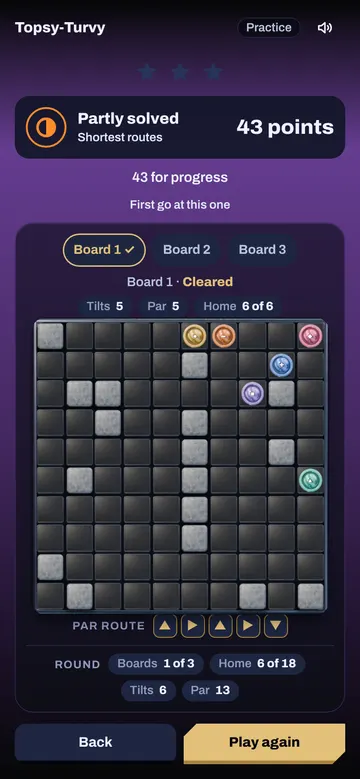 Topsy-Turvy
Practice
Partly solved
Shortest routes
43 points
43 for progress
First go at this one
Board 1 ✓ Board 2 Board 3
Board 1 · Cleared
Tilts 5 Par 5 Home 6 of 6
PAR ROUTE
ROUND Boards 1 of 3 Home 6 of 18
Tilts 6 Par 13
Back
Play again